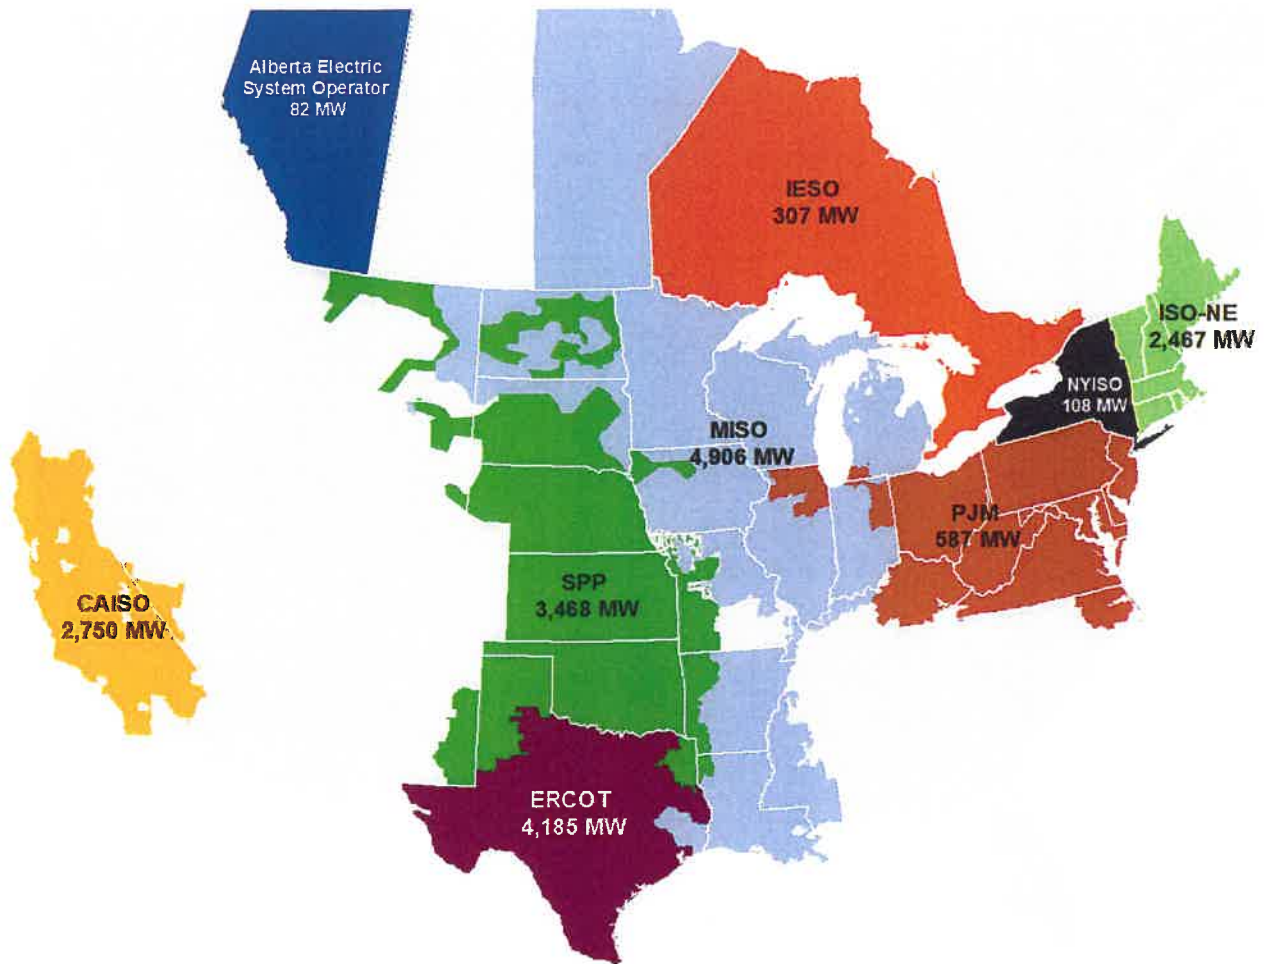 Alberta Electric
System Operator
82 MW
IESO
307 MW
ISO-NE
2,467 MW
NYISO
108 MW
MISO
4,906 MW
PJM
587 MW
SPP
3,468 MW
CAISO
2,750 MW
ERCOT
4,185 MW